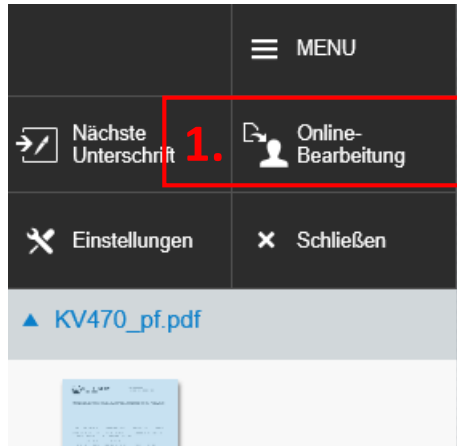 MENU
Nächste
Unterschrift
1.
Online-
Bearbeitung
Einstellungen
Schließen
KV470_pf.pdf